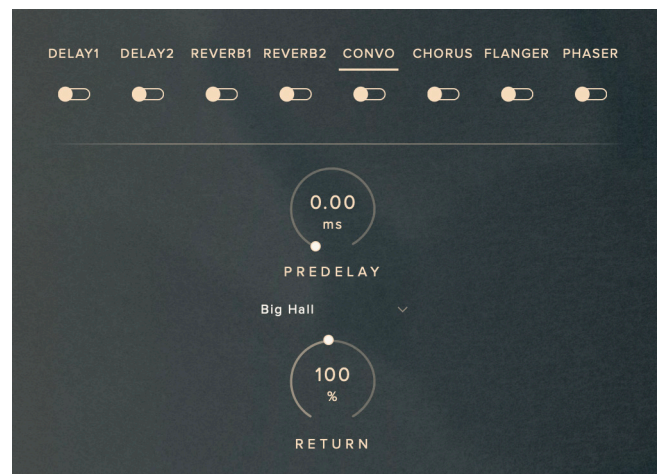 DELAY1 DELAY2 REVERB1 REVERB2 CONVO CHORUS FLANGER PHASER
0.00
ms
PREDELAY
Big Hall
100
%
RETURN